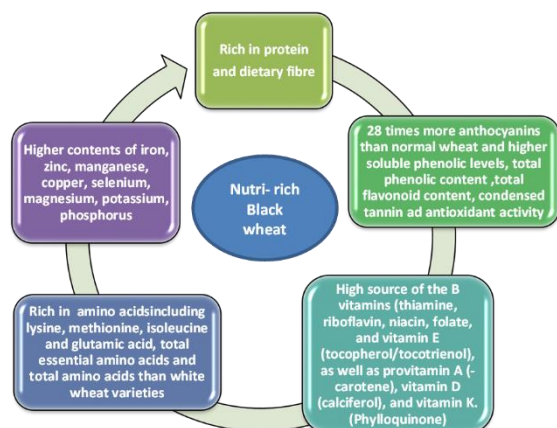 Rich in protein
and dietary fibre
28 times more anthocyanins
than normal wheat and higher
soluble phenolic levels, total
phenolic content ,total
flavonoid content, condensed
tannin ad antioxidant activity
High source of the B
vitamins (thiamine,
riboflavin, niacin, folate,
and vitamin E
(tocopherol/tocotrienol),
as well as provitamin A (-
carotene), vitamin D
(calciferol), and vitamin K.
(Phylloquinone)
Rich in amino acidsincluding
lysine, methionine, isoleucine
and glutamic acid, total
essential amino acids and
total amino acids than white
wheat varieties
Higher contents of iron,
zinc, manganese,
copper, selenium,
magnesium, potassium,
phosphorus
Nutri- rich
Black
wheat